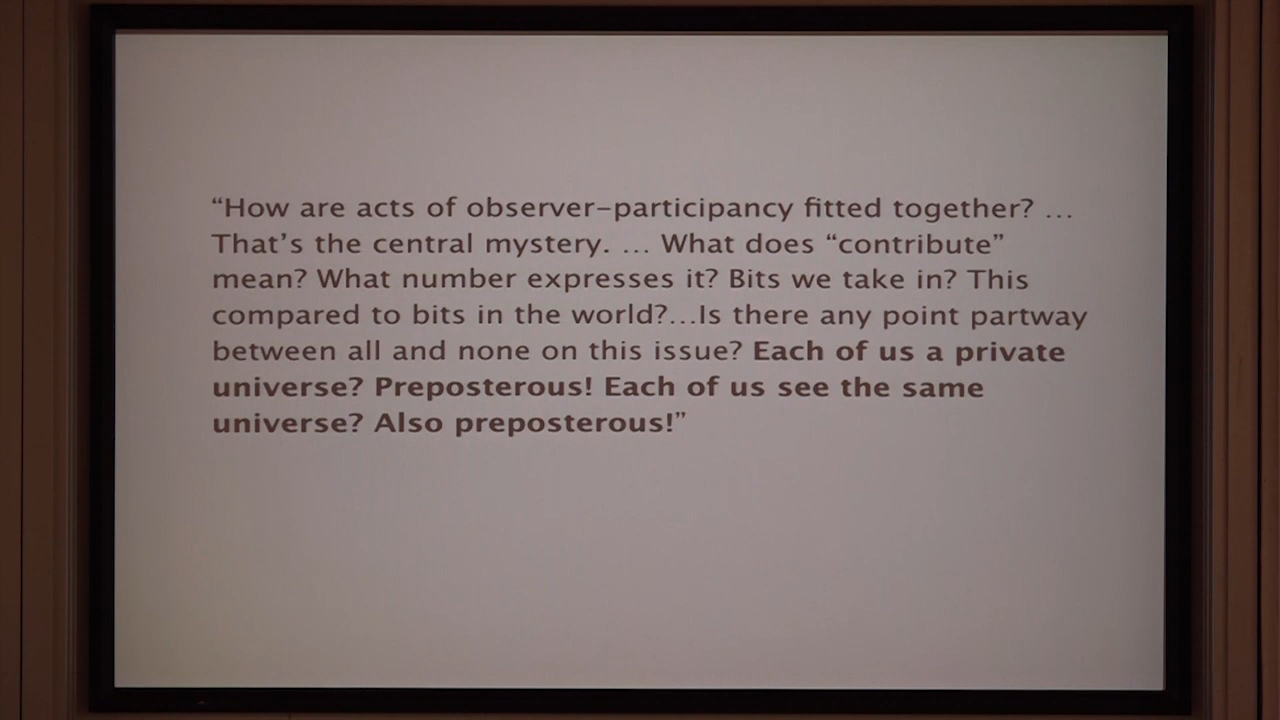 “How are acts of observer–participancy fitted together? …
That’s the central mystery. … What does “contribute”
mean? What number expresses it? Bits we take in? This
compared to bits in the world?…Is there any point partway
between all and none on this issue? Each of us a private
universe? Preposterous! Each of us see the same
universe? Also preposterous!”